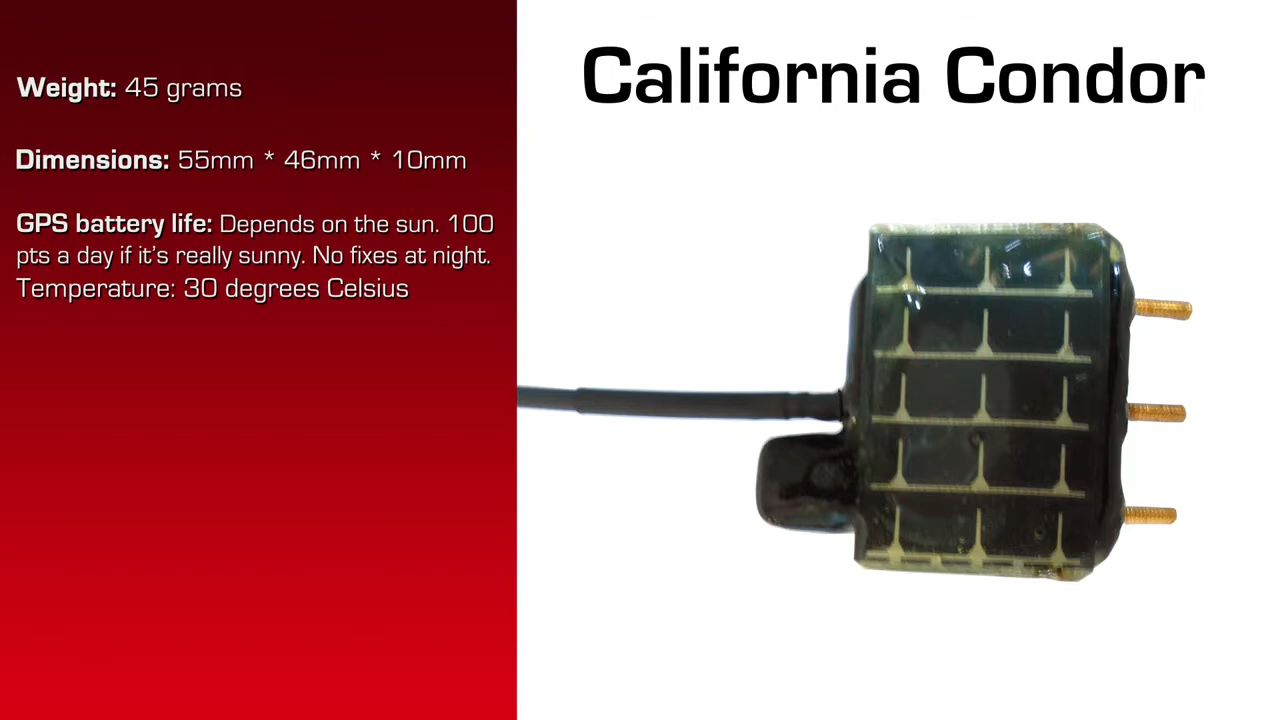 California Condor
Weight: 45 grams
Dimensions: 55mm * 46mm * 10mm
GPS battery life: Depends on the sun. 100
pts a day if it's really sunny. No fixes at night.
Temperature: 30 degrees Celsius